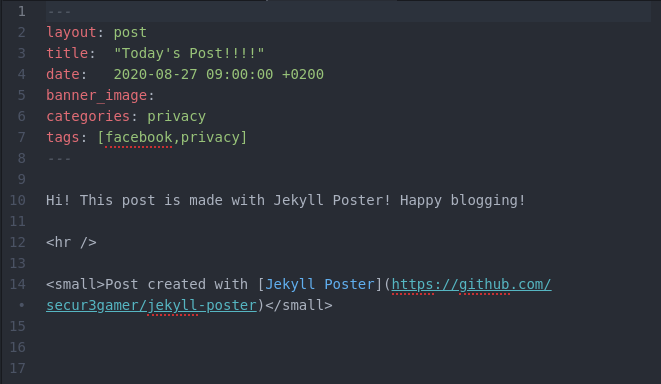 1 ---
2 layout: post
3 title:  "Today's Post!!!!"
4 date:   2020-08-27 09:00:00 +0200
5 banner_image:
6 categories: privacy
7 tags: [facebook,privacy]
8 ---
9
10 Hi! This post is made with Jekyll Poster! Happy blogging!
11
12 <hr />
13
14 <small>Post created with [Jekyll Poster](https://github.com/
• secur3gamer/jekyll-poster)</small>
15
16
17